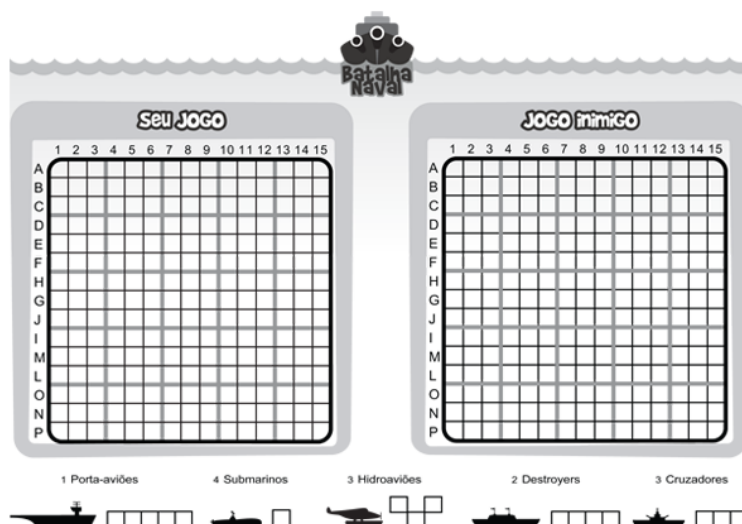 Batalha
Naval
Seu JOGO
JOGO inimiGO
1 2 3 4 5 6 7 8 9 10 11 12 13 14 15
A
B
C
D
E
F
H
G
J
I
M
L
O
N
P
1 2 3 4 5 6 7 8 9 10 11 12 13 14 15
A
B
C
D
E
F
H
G
J
I
M
L
O
N
P
1 Porta-aviões
4 Submarinos
3 Hidroaviões
2 Destroyers
3 Cruzadores